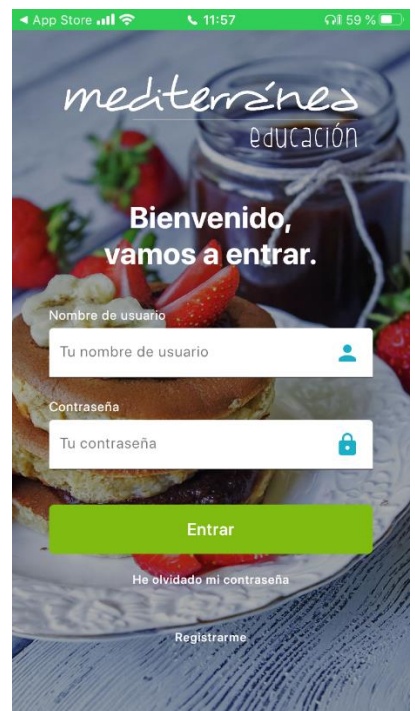 ◀ App Store 11:57 59 %
mediterránea
educación
Bienvenido,
vamos a entrar.
Nombre de usuario
Tu nombre de usuario
Contraseña
Tu contraseña
Entrar
He olvidado mi contraseña
Registrarme